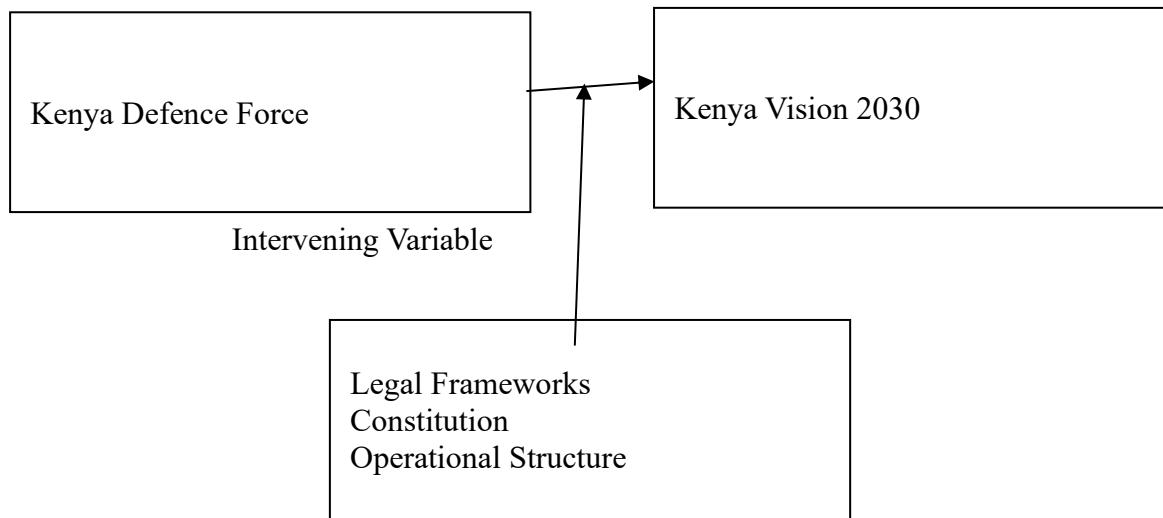 Kenya Defence Force
Kenya Vision 2030
Intervening Variable
Legal Frameworks
Constitution
Operational Structure